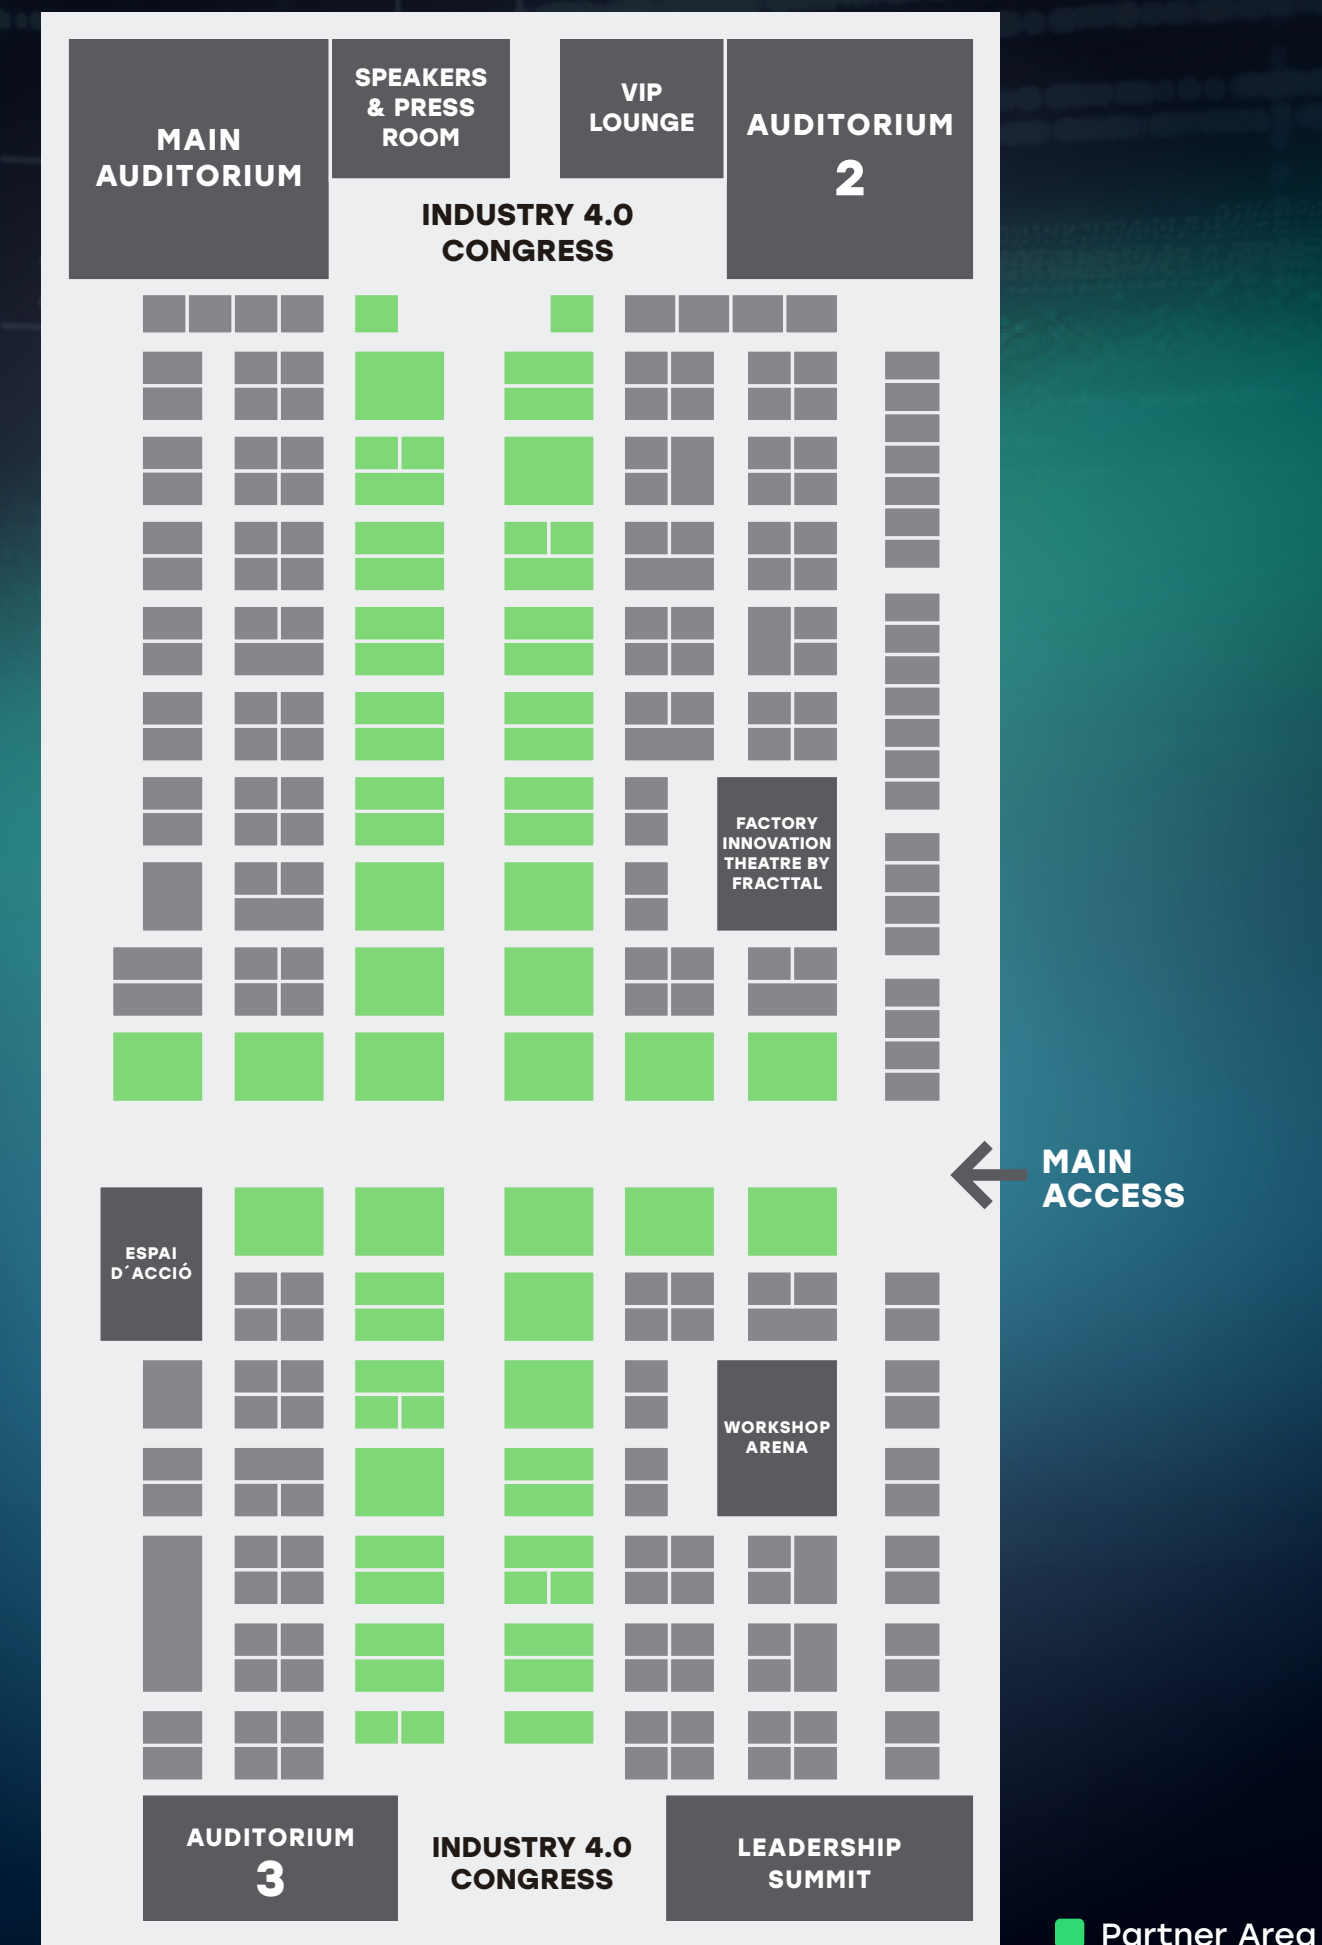 MAIN
AUDITORIUM
SPEAKERS
& PRESS
ROOM
VIP
LOUNGE
AUDITORIUM
2
INDUSTRY 4.0
CONGRESS
FACTORY
INNOVATION
THEATRE BY
FRACTTAL
MAIN
ACCESS
ESPAI
D´ACCIÓ
WORKSHOP
ARENA
AUDITORIUM
3
INDUSTRY 4.0
CONGRESS
LEADERSHIP
SUMMIT
Partner Area